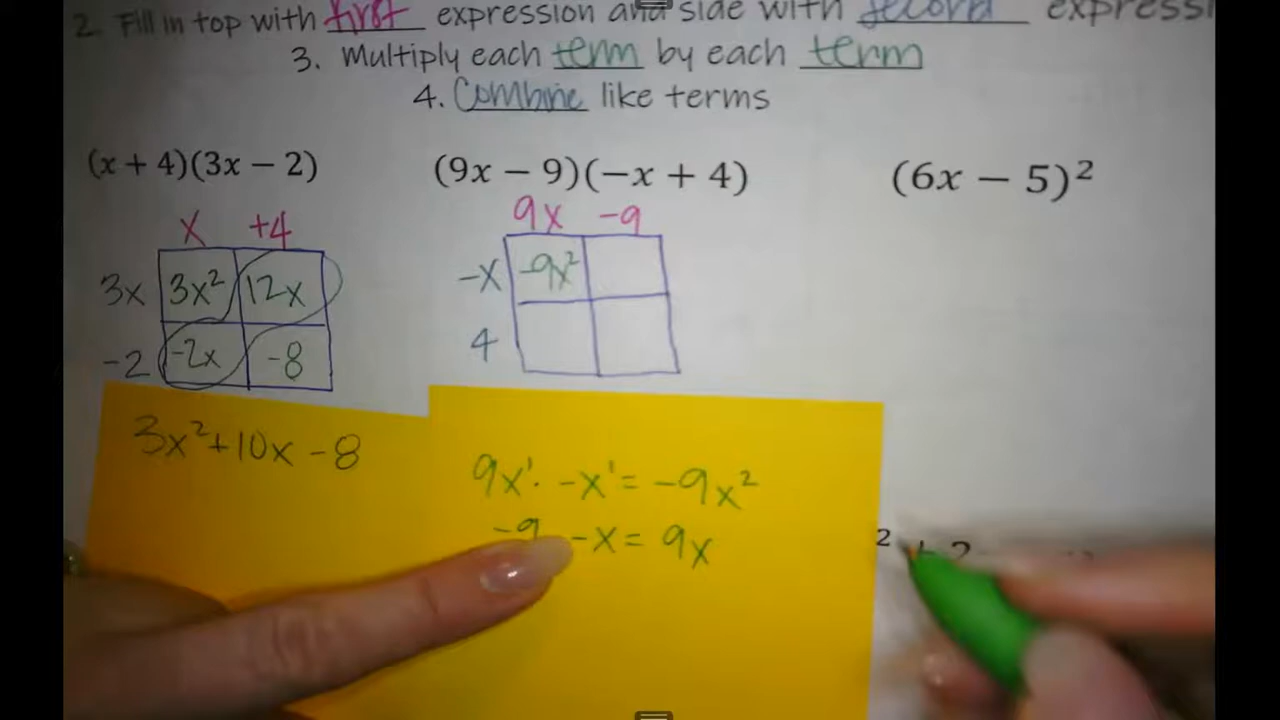 2. Fill in top with first expression and side with second
3. Multiply each term by each term
4. Combine like terms
(x + 4)(3x − 2)
x +4
3x 3x² 12x
-2 -2x -8
3x²+10x -8
(9x − 9)(−x + 4)
9x -9
-x -9x²
4
9x¹· -x¹= -9x²
-9 -x = 9x
(6x − 5)²